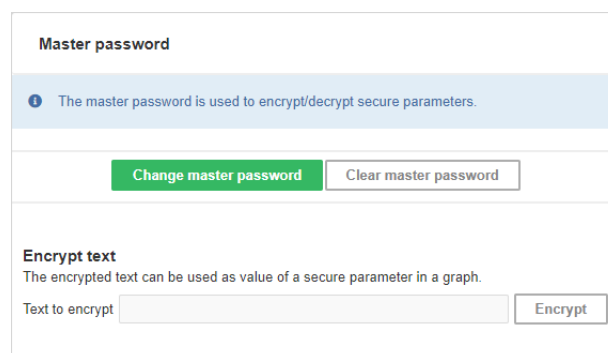 Master password
The master password is used to encrypt/decrypt secure parameters.
Change master password
Clear master password
Encrypt text
The encrypted text can be used as value of a secure parameter in a graph.
Text to encrypt
Encrypt